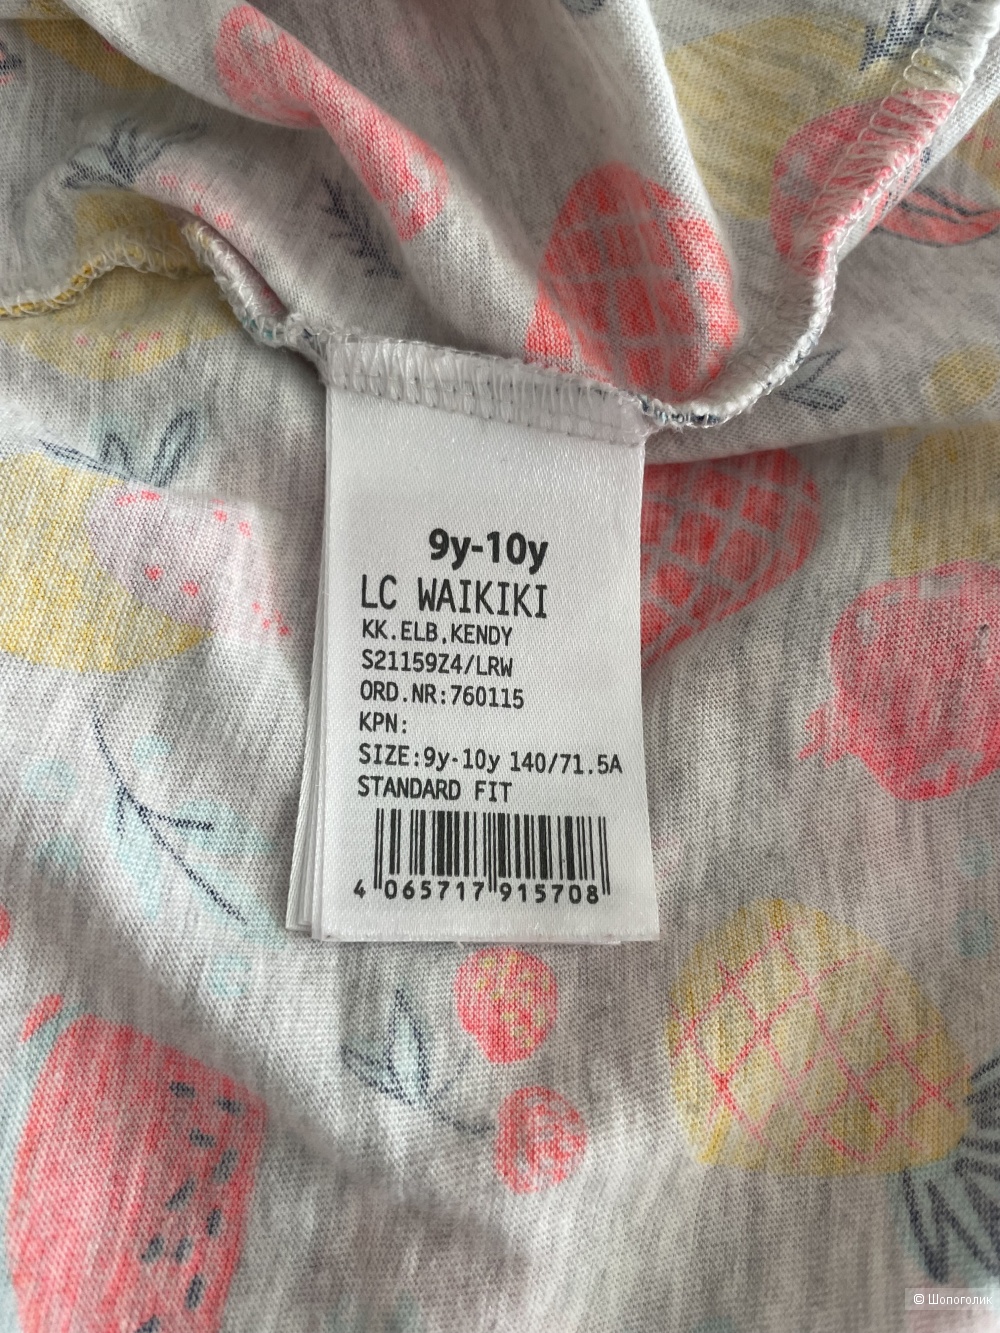 9y-10y
LC WAIKIKI
KK.ELB.KENDY
S21159Z4/LRW
ORD.NR:760115
KPN:
SIZE:9y-10y 140/71.5A
STANDARD FIT
4 065717 915708
© Шопоголик